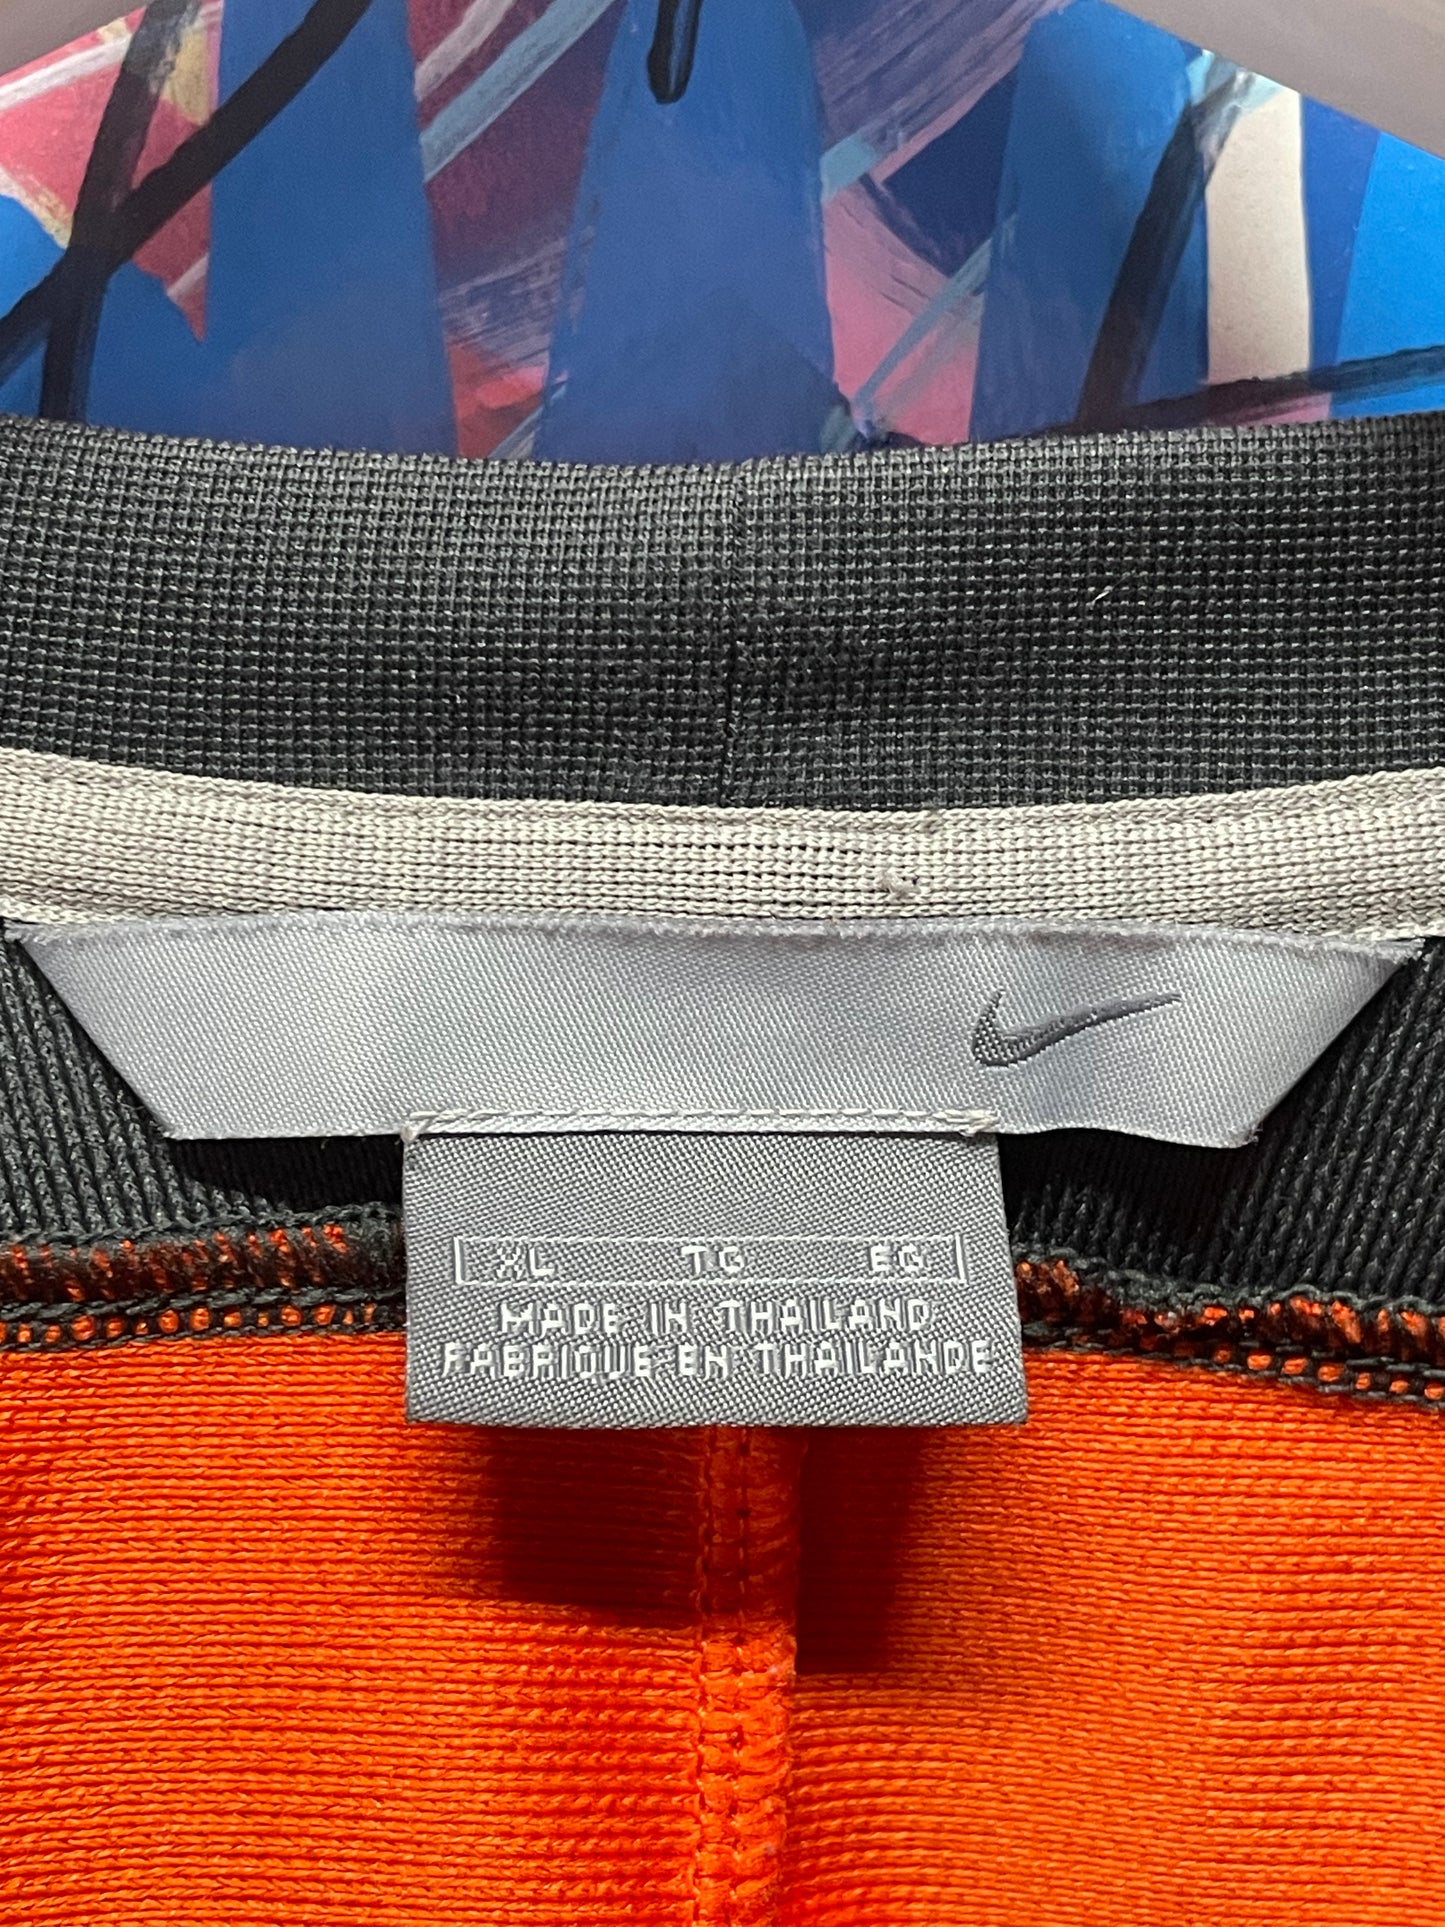 XL TG EG
MADE IN THAILAND
FABRIQUE EN THAILANDE